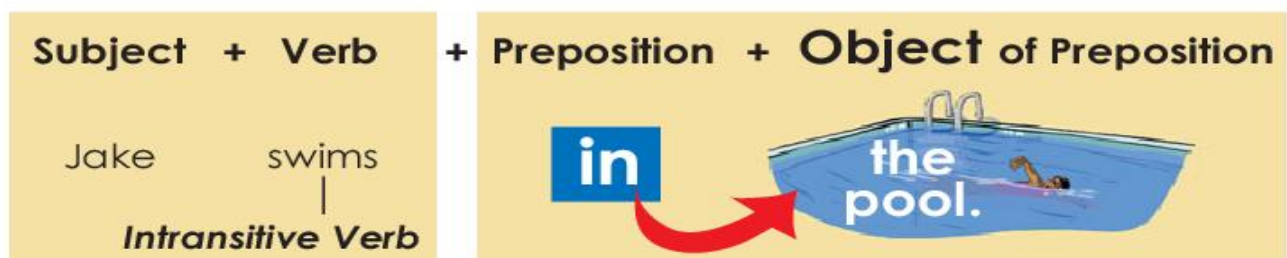 Subject + Verb + Preposition + Object of Preposition
Jake swims in the pool.
Intransitive Verb